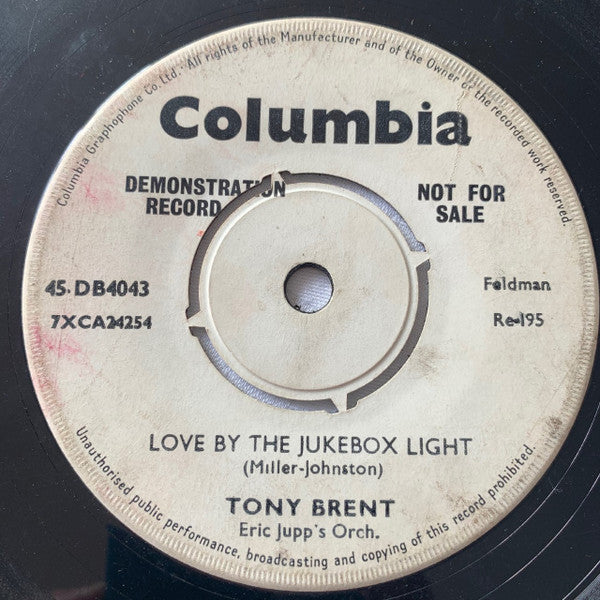 Columbia Graphophone Co. Ltd. All rights of the Manufacturer and of the Owner of the recorded work reserved.
Columbia
DEMONSTRATION NOT FOR
RECORD SALE
45-DB4043 Feldman
7XCA24254 Re-195
LOVE BY THE JUKEBOX LIGHT
(Miller-Johnston)
TONY BRENT
Eric Jupp's Orch.
Unauthorised public performance, broadcasting and copying of this record prohibited.